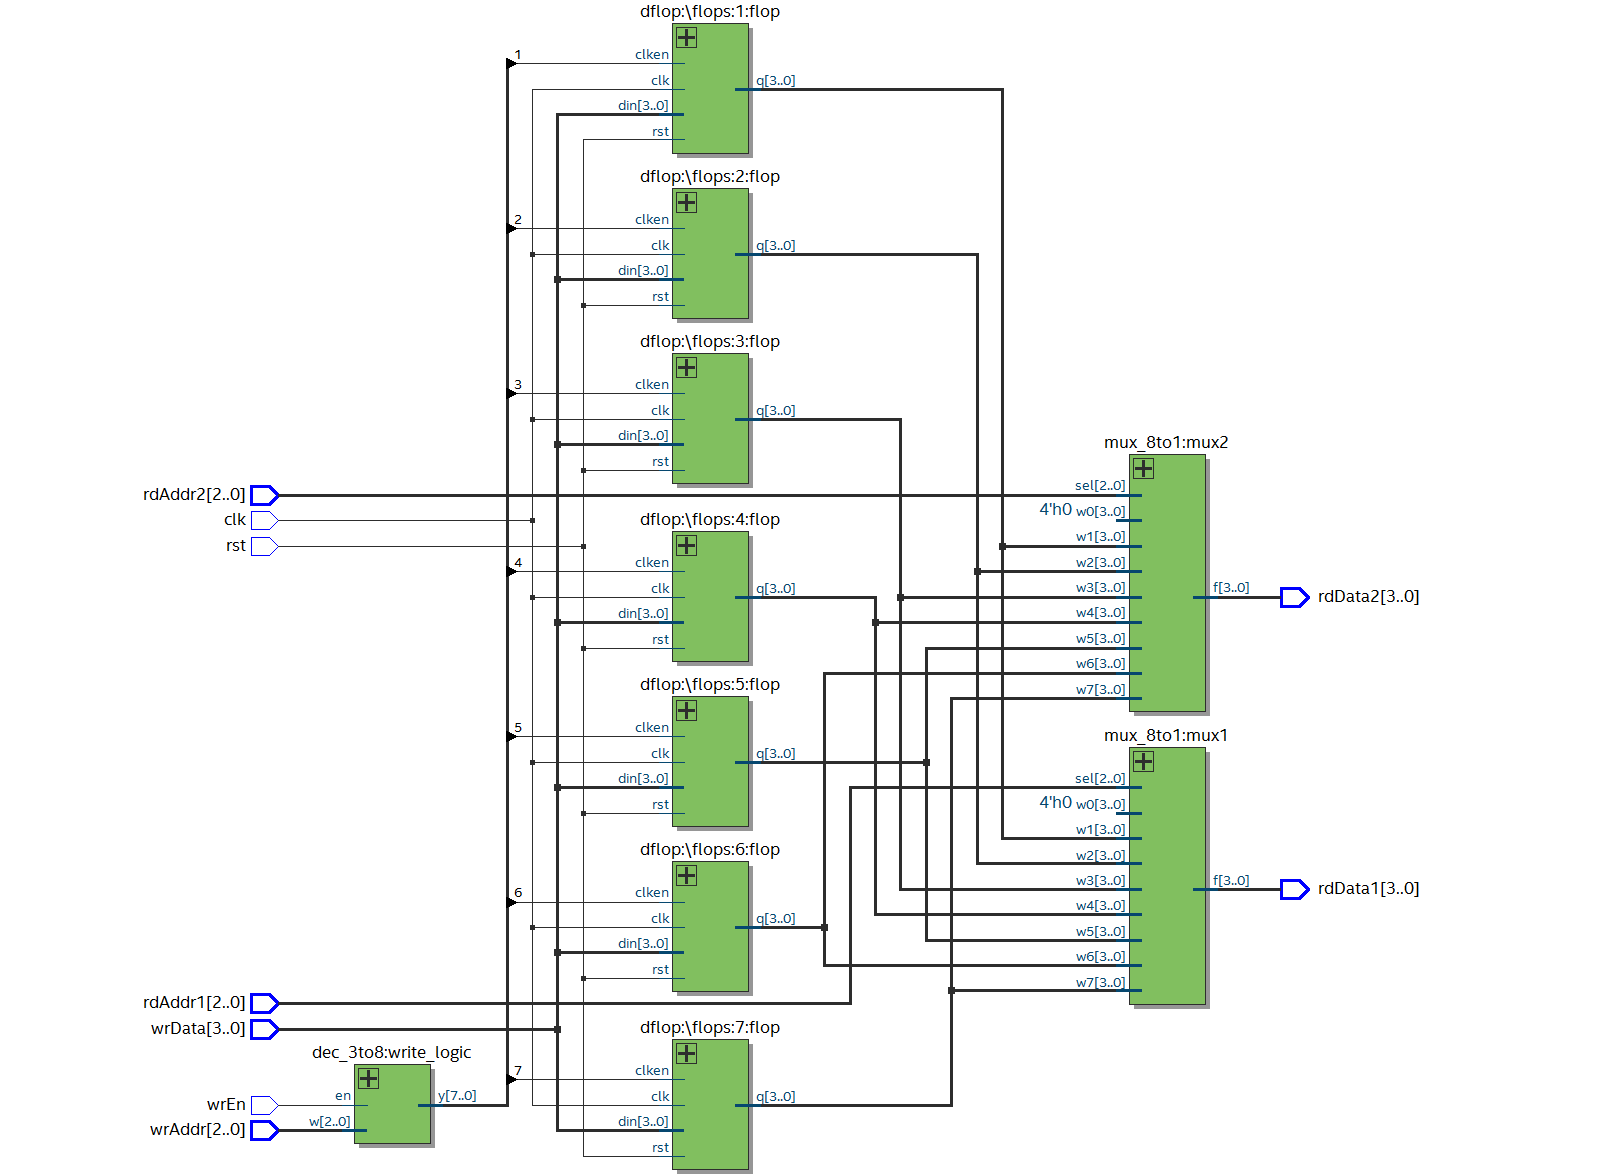 dflop:\flops:1:flop
1
clken
clk
q[3..0]
din[3..0]
rst
dflop:\flops:2:flop
2
clken
clk
q[3..0]
din[3..0]
rst
dflop:\flops:3:flop
3
clken
clk
q[3..0]
din[3..0]
rst
rdAddr2[2..0]
clk
rst
dflop:\flops:4:flop
4
clken
clk
q[3..0]
din[3..0]
rst
dflop:\flops:5:flop
5
clken
clk
q[3..0]
din[3..0]
rst
dflop:\flops:6:flop
6
clken
clk
q[3..0]
din[3..0]
rst
rdAddr1[2..0]
wrData[3..0]
dflop:\flops:7:flop
7
clken
clk
q[3..0]
din[3..0]
rst
dec_3to8:write_logic
en
y[7..0]
w[2..0]
wrEn
wrAddr[2..0]
mux_8to1:mux2
sel[2..0]
4'h0 w0[3..0]
w1[3..0]
w2[3..0]
w3[3..0]
w4[3..0]
w5[3..0]
w6[3..0]
w7[3..0]
f[3..0]
rdData2[3..0]
mux_8to1:mux1
sel[2..0]
4'h0 w0[3..0]
w1[3..0]
w2[3..0]
w3[3..0]
w4[3..0]
w5[3..0]
w6[3..0]
w7[3..0]
f[3..0]
rdData1[3..0]